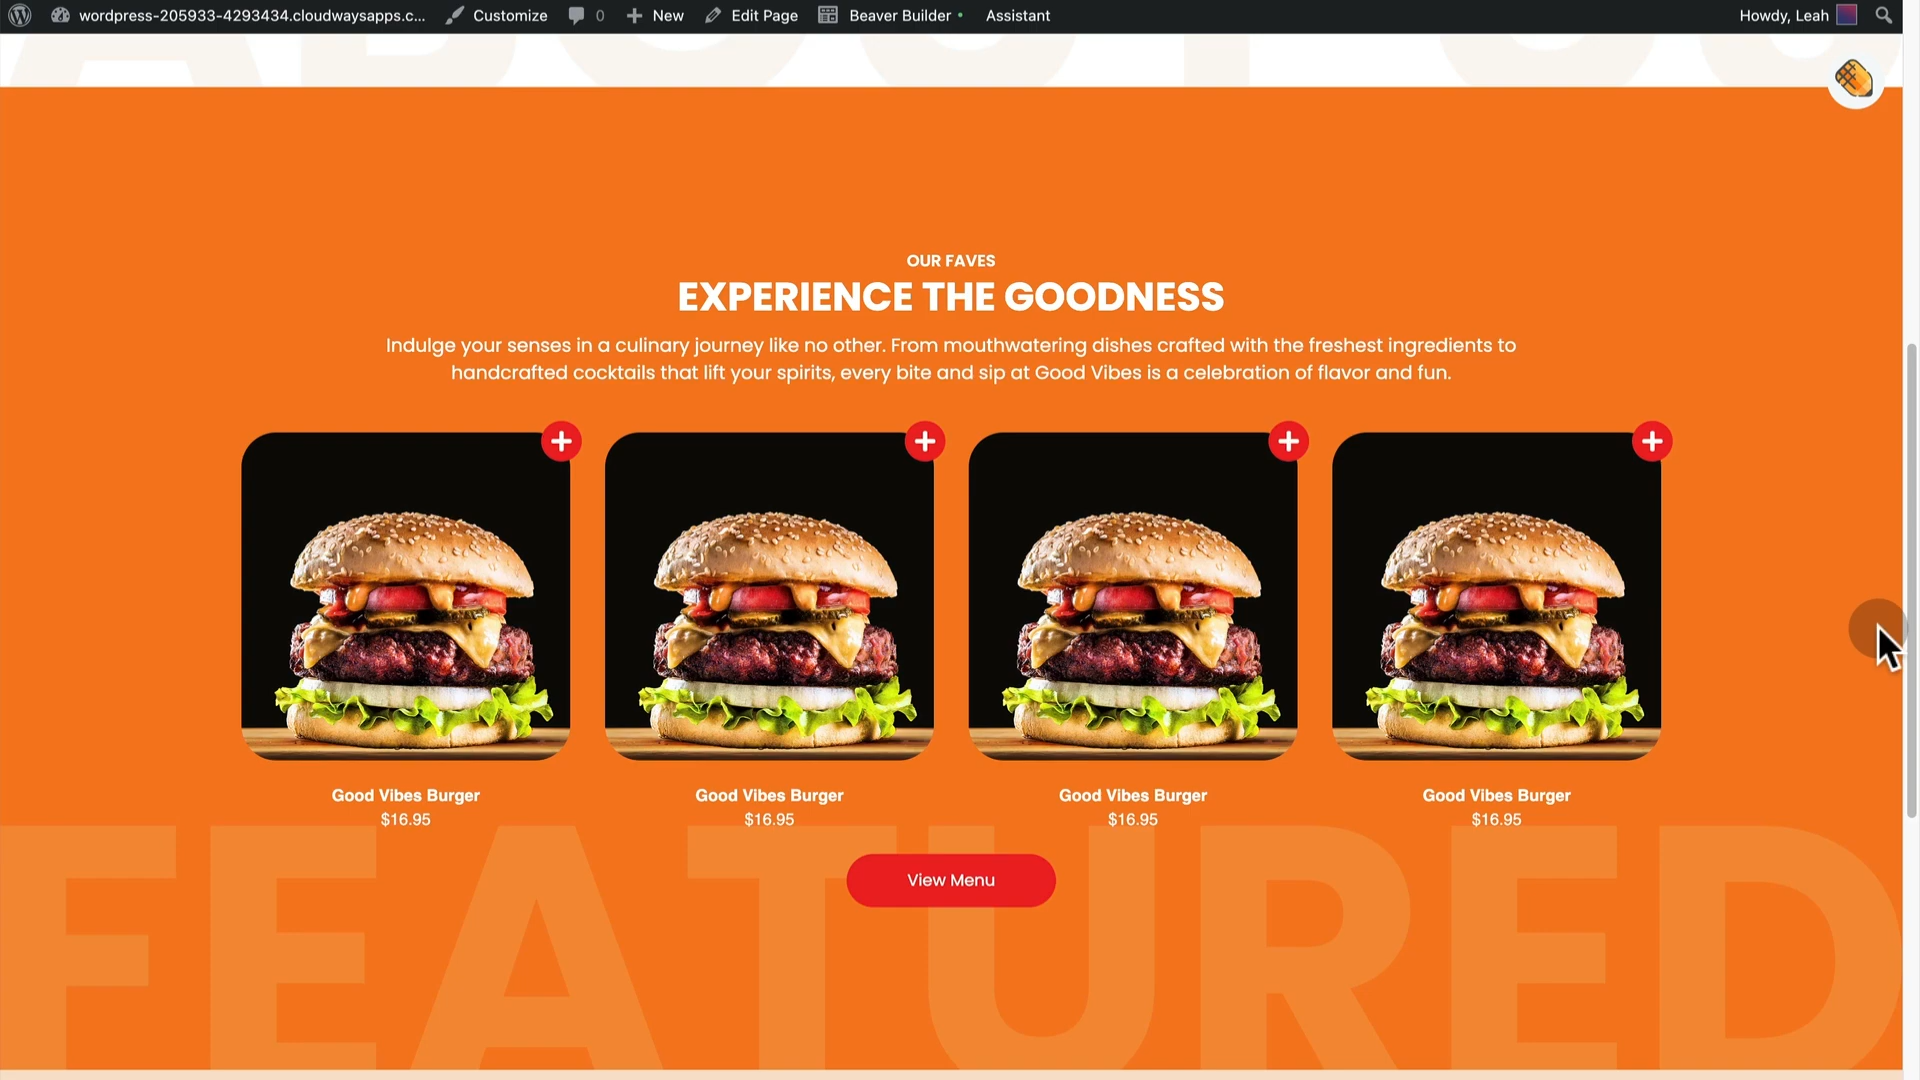 wordpress-205933-4293434.cloudwaysapps.c... Customize 0 New Edit Page Beaver Builder Assistant Howdy, Leah
OUR FAVES
EXPERIENCE THE GOODNESS
Indulge your senses in a culinary journey like no other. From mouthwatering dishes crafted with the freshest ingredients to
handcrafted cocktails that lift your spirits, every bite and sip at Good Vibes is a celebration of flavor and fun.
Good Vibes Burger Good Vibes Burger Good Vibes Burger Good Vibes Burger
$16.95 $16.95 $16.95 $16.95
View Menu
FEATURED